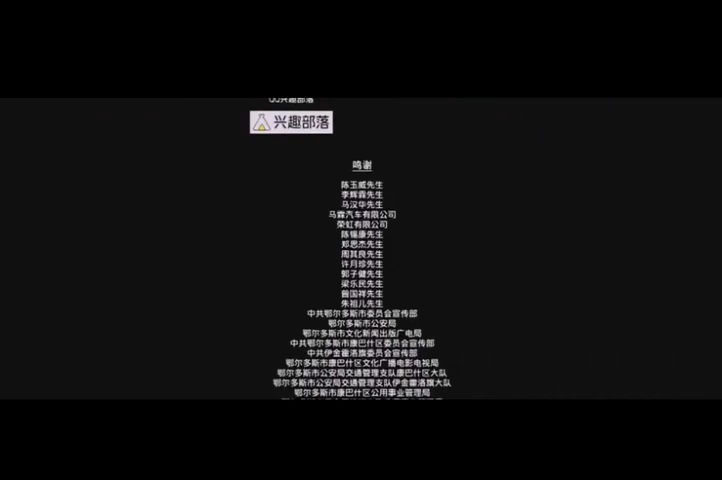 QQ兴趣部落
兴趣部落
鸣谢
陈玉威先生
李辉霖先生
马汉华先生
马霖汽车有限公司
荣虹有限公司
陈锡康先生
郑思杰先生
周其良先生
许月珍先生
郭子健先生
梁乐民先生
曾国祥先生
朱祖儿先生
中共鄂尔多斯市委员会宣传部
鄂尔多斯市公安局
鄂尔多斯市文化新闻出版广电局
中共鄂尔多斯市康巴什区委员会宣传部
中共伊金霍洛旗委员会宣传部
鄂尔多斯市康巴什区文化广播电影电视局
鄂尔多斯市公安局交通管理支队康巴什区大队
鄂尔多斯市公安局交通管理支队伊金霍洛旗大队
鄂尔多斯市康巴什区公用事业管理局